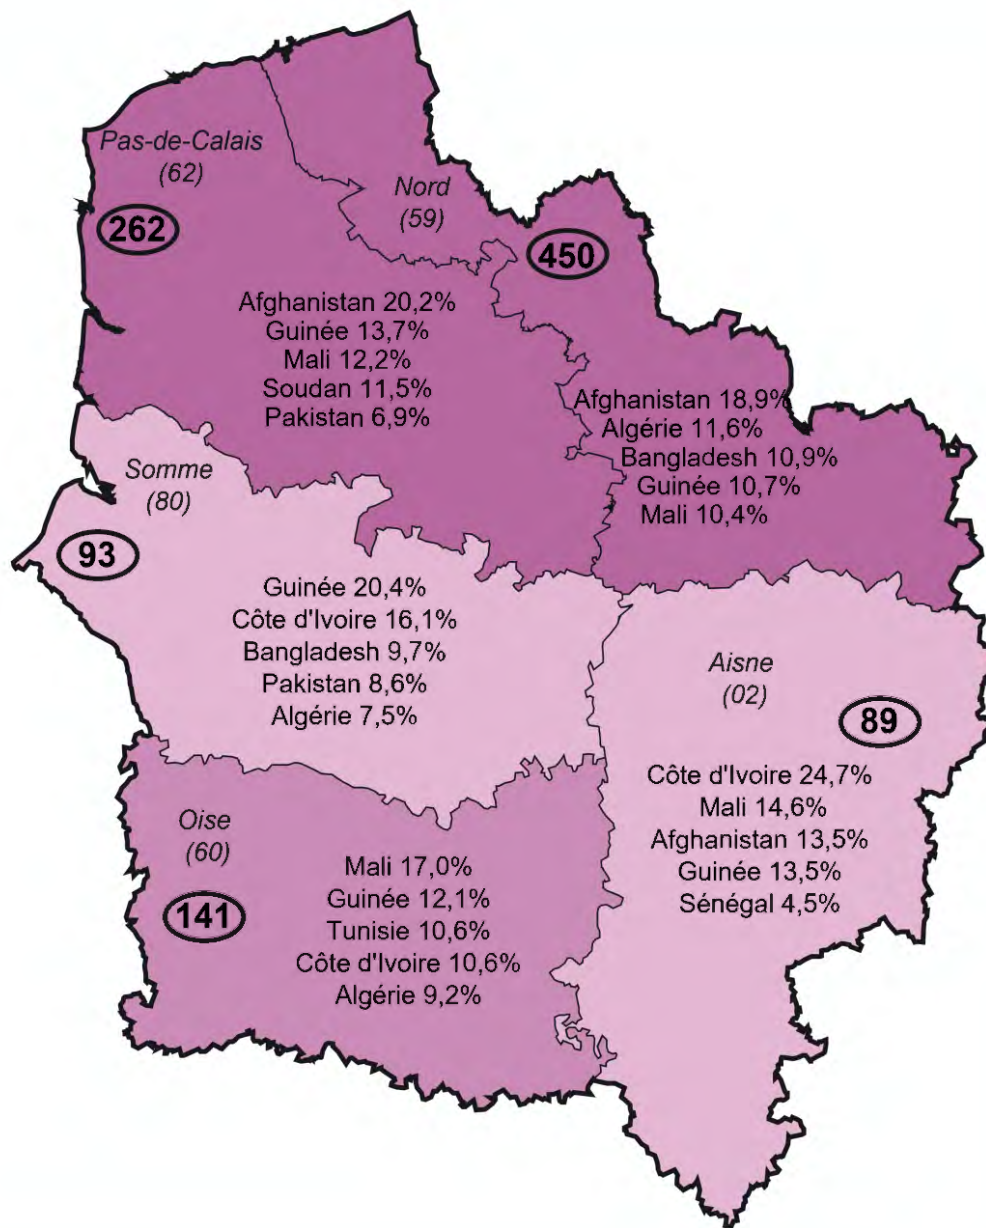 Pas-de-Calais
(62)
262
Nord
(59)
450
Afghanistan 20,2%
Guinée 13,7%
Mali 12,2%
Soudan 11,5%
Pakistan 6,9%
Afghanistan 18,9%
Algérie 11,6%
Bangladesh 10,9%
Guinée 10,7%
Mali 10,4%
Somme
(80)
93
Guinée 20,4%
Côte d'Ivoire 16,1%
Bangladesh 9,7%
Pakistan 8,6%
Algérie 7,5%
Aisne
(02)
89
Côte d'Ivoire 24,7%
Mali 14,6%
Afghanistan 13,5%
Guinée 13,5%
Sénégal 4,5%
Oise
(60)
141
Mali 17,0%
Guinée 12,1%
Tunisie 10,6%
Côte d'Ivoire 10,6%
Algérie 9,2%